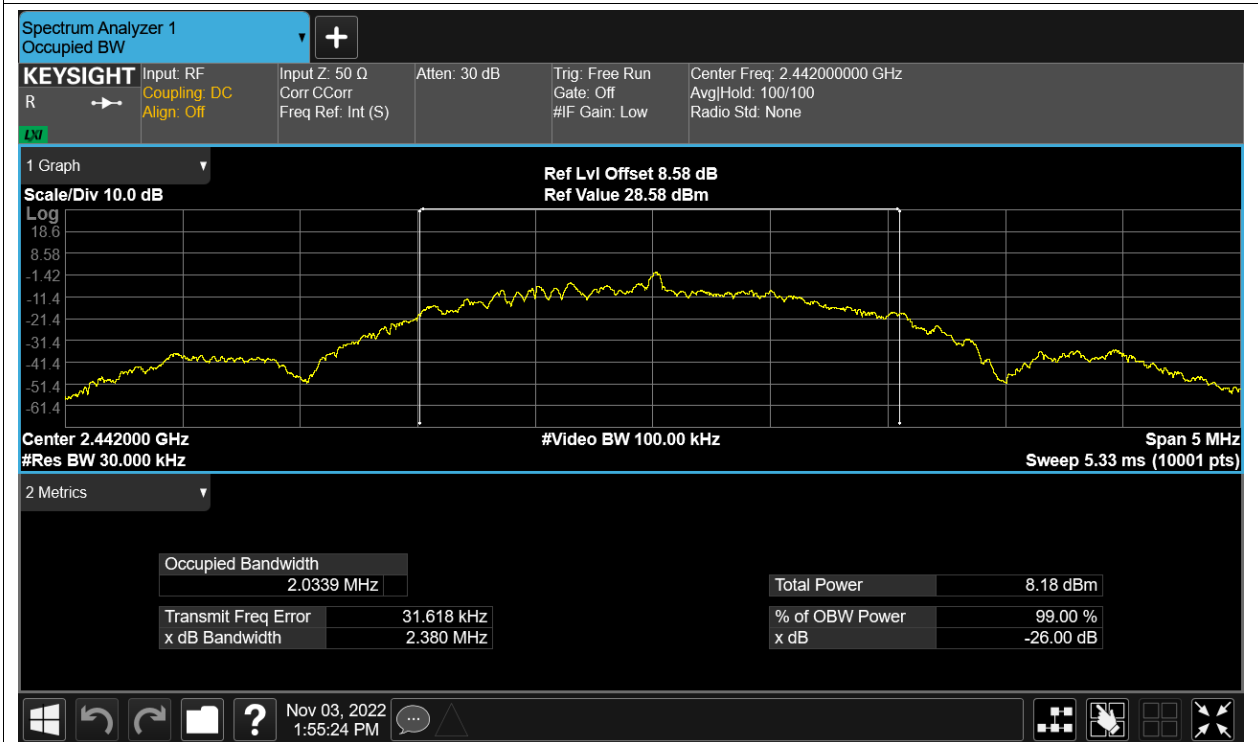 Spectrum Analyzer 1
Occupied BW
KEYSIGHT
R
LXI
Input: RF
Coupling: DC
Align: Off
Input Z: 50 Ω
Corr CCorr
Freq Ref: Int (S)
Atten: 30 dB
Trig: Free Run
Gate: Off
#IF Gain: Low
Center Freq: 2.442000000 GHz
Avg|Hold: 100/100
Radio Std: None
1 Graph
Scale/Div 10.0 dB
Ref Lvl Offset 8.58 dB
Ref Value 28.58 dBm
Log
18.6
8.58
-1.42
-11.4
-21.4
-31.4
-41.4
-51.4
-61.4
Center 2.442000 GHz
#Res BW 30.000 kHz
#Video BW 100.00 kHz
Span 5 MHz
Sweep 5.33 ms (10001 pts)
2 Metrics
Occupied Bandwidth
2.0339 MHz
Transmit Freq Error 31.618 kHz
x dB Bandwidth 2.380 MHz
Total Power 8.18 dBm
% of OBW Power 99.00 %
x dB -26.00 dB
?
Nov 03, 2022
1:55:24 PM